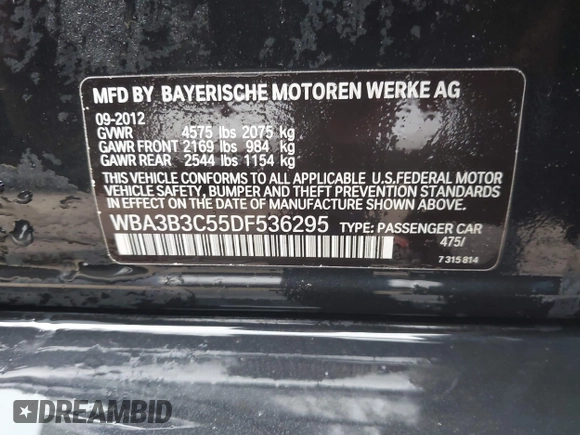 MFD BY BAYERISCHE MOTOREN WERKE AG
09-2012
GVWR 4575 lbs 2075 kg
GAWR FRONT 2169 lbs 984 kg
GAWR REAR 2544 lbs 1154 kg
THIS VEHICLE CONFORMS TO ALL APPLICABLE U.S.FEDERAL MOTOR
VEHICLE SAFETY, BUMPER AND THEFT PREVENTION STANDARDS
IN EFFECT ON THE DATE OF MANUFACTURE SHOWN ABOVE.
WBA3B3C55DF536295 TYPE: PASSENGER CAR
475/
7 315 814
DREAMBID